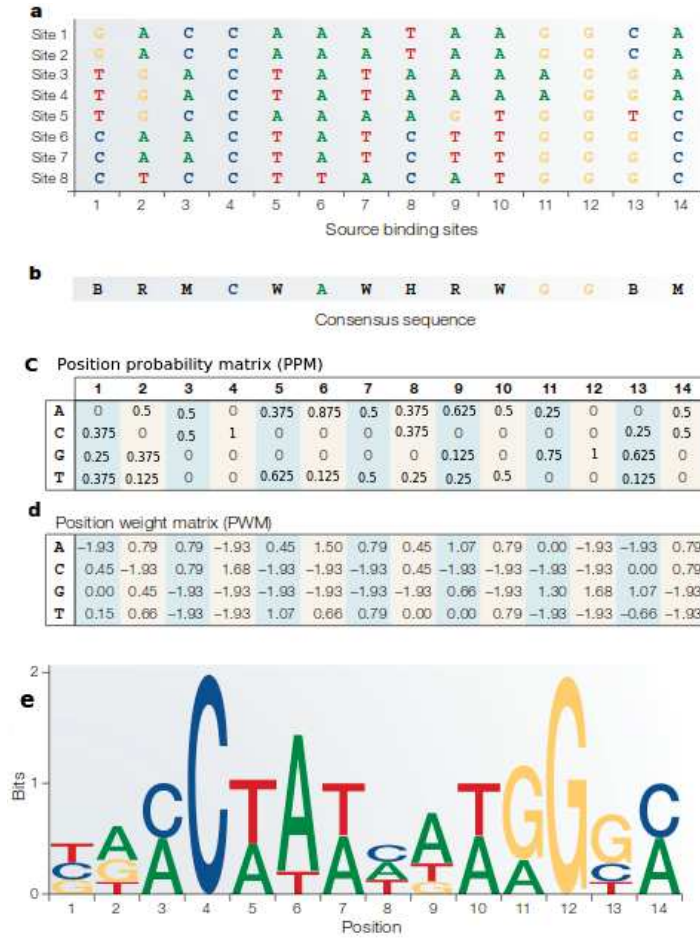 a
Site 1 G A C C A A A T A A G G C A
Site 2 G A C C A A A T A A G G C A
Site 3 T G A C T A T A A A A G G A
Site 4 T G A C T A T A A A A G G A
Site 5 T G C C A A A A G T G G T C
Site 6 C A A C T A T C T T G G G C
Site 7 C A A C T A T C T T G G G C
Site 8 C T C C T T A C A T G G G C
1 2 3 4 5 6 7 8 9 10 11 12 13 14
Source binding sites
b
B R M C W A W H R W G G B M
Consensus sequence
C Position probability matrix (PPM)
1 2 3 4 5 6 7 8 9 10 11 12 13 14
A 0 0.5 0.5 0 0.375 0.875 0.5 0.375 0.625 0.5 0.25 0 0 0.5
C 0.375 0 0.5 1 0 0 0 0.375 0 0 0 0 0.25 0.5
G 0.25 0.375 0 0 0 0 0 0 0.125 0 0.75 1 0.625 0
T 0.375 0.125 0 0 0.625 0.125 0.5 0.25 0.25 0.5 0 0 0.125 0
d
Position weight matrix (PWM)
A −1.93 0.79 0.79 −1.93 0.45 1.50 0.79 0.45 1.07 0.79 0.00 −1.93 −1.93 0.79
C 0.45 −1.93 0.79 1.68 −1.93 −1.93 −1.93 0.45 −1.93 −1.93 −1.93 −1.93 0.00 0.79
G 0.00 0.45 −1.93 −1.93 −1.93 −1.93 −1.93 −1.93 0.66 −1.93 1.30 1.68 1.07 −1.93
T 0.15 0.66 −1.93 −1.93 1.07 0.66 0.79 0.00 0.00 0.79 −1.93 −1.93 −0.66 −1.93
e
2
1
0
Bits
T C G
A G T
C A
C
T A
A T
T A
C A T
A T G
T A
G A
G
G C T
C A
1 2 3 4 5 6 7 8 9 10 11 12 13 14
Position